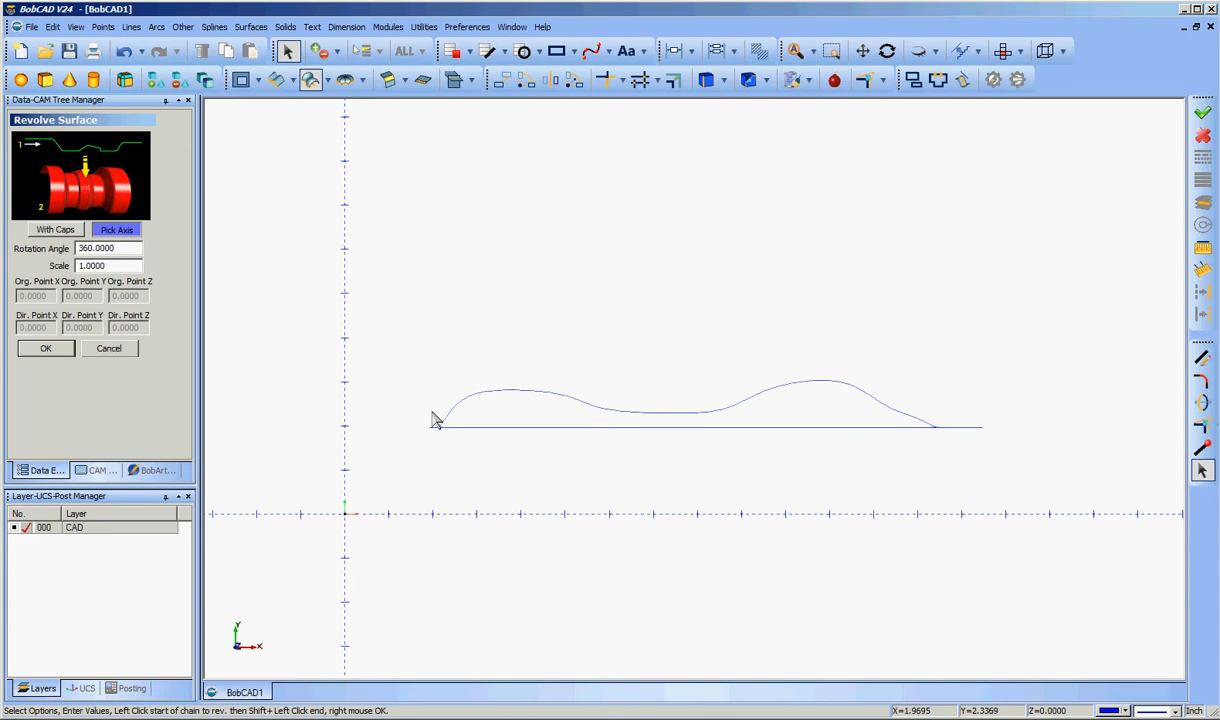 BobCAD V24 - [BobCAD1]
File Edit View Points Lines Arcs Other Splines Surfaces Solids Text Dimension Modules Utilities Preferences Window Help
ALL Aa
Data-CAM Tree Manager
Revolve Surface
1
2
With Caps Pick Axis
Rotation Angle 360.0000
Scale 1.0000
Org. Point X Org. Point Y Org. Point Z
0.0000 0.0000 0.0000
Dir. Point X Dir. Point Y Dir. Point Z
0.0000 0.0000 0.0000
OK Cancel
Data E... CAM ... BobArt...
Layer-UCS-Post Manager
No. Layer
000 CAD
Y
Z X
Layers UCS Posting
BobCAD1
Select Options, Enter Values, Left Click start of chain to rev. then Shift+ Left Click end, right mouse OK.
X=1.9695 Y=2.3369 Z=0.0000 Inch